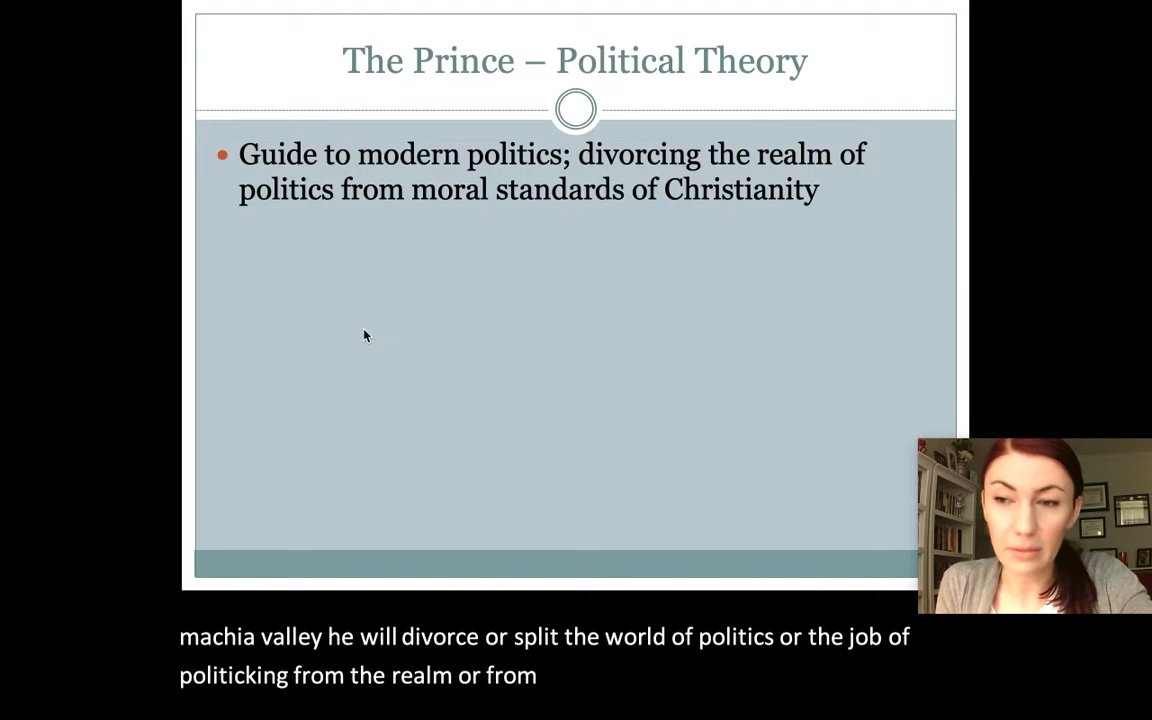 The Prince – Political Theory
Guide to modern politics; divorcing the realm of
politics from moral standards of Christianity
machia valley he will divorce or split the world of politics or the job of
politicking from the realm or from